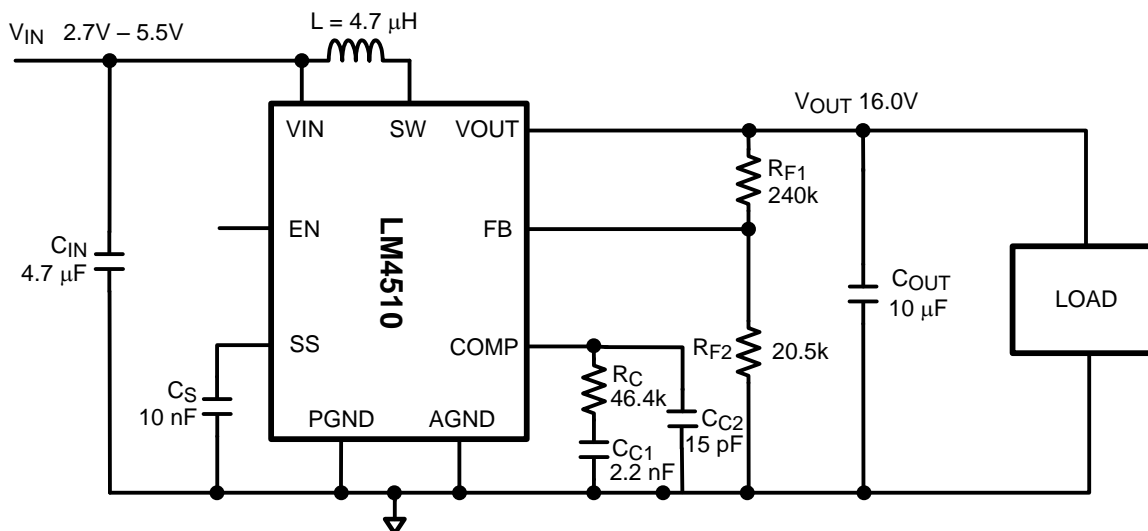 L = 4.7 μH
VIN 2.7V – 5.5V
VOUT 16.0V
VIN
SW
VOUT
RF1
240k
EN
LM4510
FB
CIN
4.7 μF
COUT
10 μF
LOAD
SS
COMP
RF2
20.5k
CS
10 nF
RC
46.4k
PGND
AGND
CC2
15 pF
CC1
2.2 nF